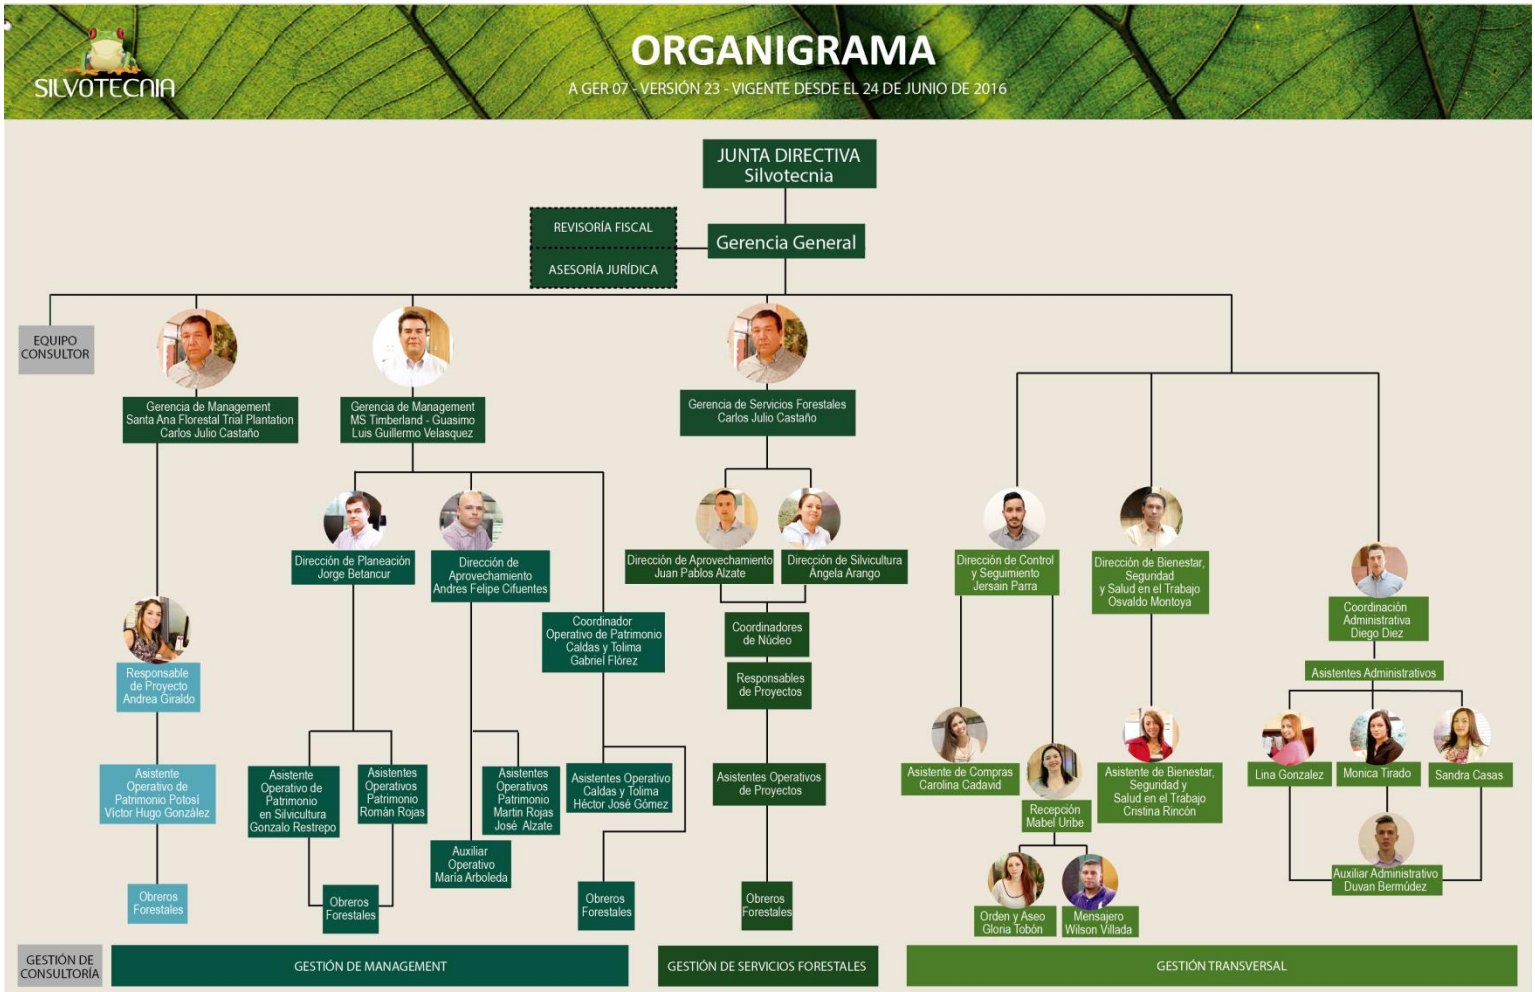 SILVOTECNIA
ORGANIGRAMA
A GER 07 - VERSIÓN 23 - VIGENTE DESDE EL 24 DE JUNIO DE 2016
JUNTA DIRECTIVA
Silvotecnia
REVISORÍA FISCAL
ASESORÍA JURÍDICA
Gerencia General
EQUIPO
CONSULTOR
Gerencia de Management
Santa Ana Florestal Trial Plantation
Carlos Julio Castaño
Gerencia de Management
MS Timberland - Guasimo
Luis Guillermo Velasquez
Gerencia de Servicios Forestales
Carlos Julio Castaño
Dirección de Planeación
Jorge Betancur
Dirección de
Aprovechamiento
Andres Felipe Cifuentes
Dirección de Aprovechamiento
Juan Pablos Alzate
Dirección de Silvicultura
Ángela Arango
Dirección de Control
y Seguimiento
Jersain Parra
Dirección de Bienestar,
Seguridad
y Salud en el Trabajo
Osvaldo Montoya
Coordinación
Administrativa
Diego Diez
Coordinador
Operativo de Patrimonio
Caldas y Tolima
Gabriel Flórez
Coordinadores
de Núcleo
Responsable
de Proyecto
Andrea Giraldo
Responsables
de Proyectos
Asistentes Administrativos
Asistente
Operativo de
Patrimonio Potosí
Víctor Hugo González
Asistente
Operativo de
Patrimonio
en Silvicultura
Gonzalo Restrepo
Asistentes
Operativos
Patrimonio
Román Rojas
Asistentes
Operativos
Patrimonio
Martin Rojas
José Alzate
Asistentes Operativo
Caldas y Tolima
Héctor José Gómez
Asistentes Operativos
de Proyectos
Asistente de Compras
Carolina Cadavid
Recepción
Mabel Uribe
Asistente de Bienestar,
Seguridad y
Salud en el Trabajo
Cristina Rincón
Lina Gonzalez
Monica Tirado
Sandra Casas
Auxiliar
Operativo
María Arboleda
Auxiliar Administrativo
Duvan Bermúdez
Obreros
Forestales
Obreros
Forestales
Obreros
Forestales
Obreros
Forestales
Orden y Aseo
Gloria Tobón
Mensajero
Wilson Villada
GESTIÓN DE
CONSULTORÍA
GESTIÓN DE MANAGEMENT
GESTIÓN DE SERVICIOS FORESTALES
GESTIÓN TRANSVERSAL